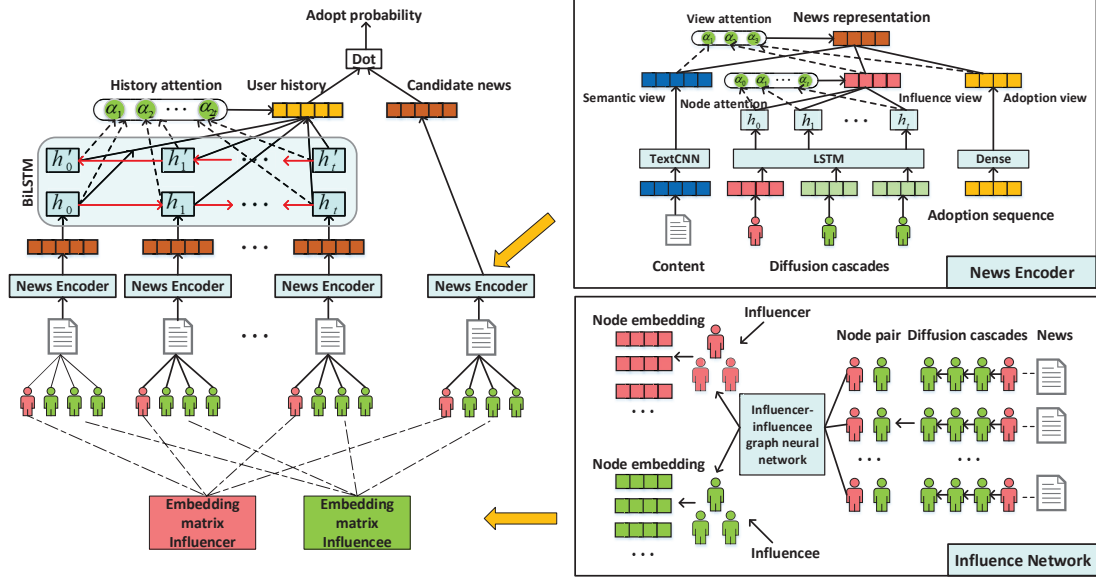 Adopt probability
Dot
History attention
User history
Candidate news
α1 α2 ··· α2t
BiLSTM
h'0 h'1 ··· h't
h0 h1 ··· ht
···
News Encoder
News Encoder
News Encoder
News Encoder
···
Embedding
matrix
Influencer
Embedding
matrix
Influencee
View attention
News representation
α1 α2 α3
Semantic view
Node attention
α0 α1 ···
Influence view
Adoption view
h0 h1 ··· ht
TextCNN
LSTM
Dense
Adoption sequence
Content
Diffusion cascades
News Encoder
Node embedding
Influencer
···
Node pair
Diffusion cascades
News
Influencer-
influencee
graph neural
network
··· ··· ···
Node embedding
···
Influencee
Influence Network